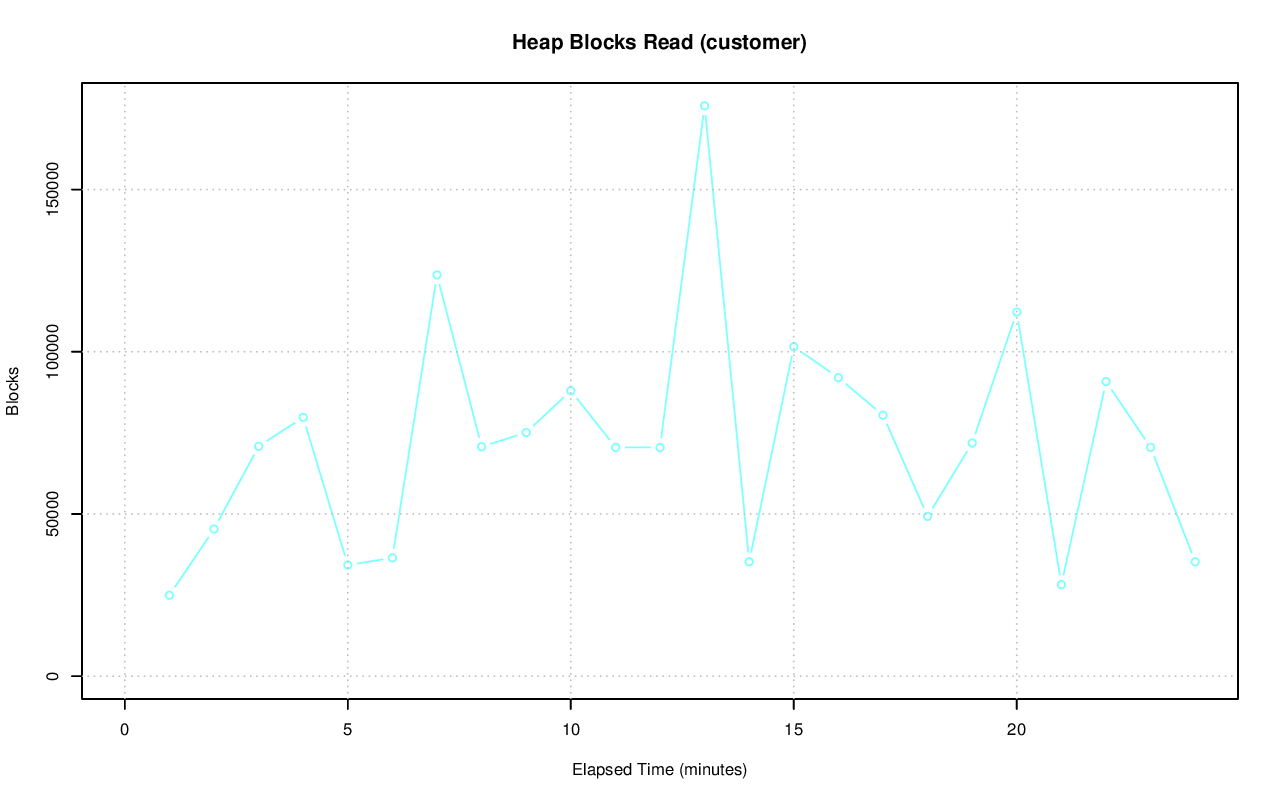 Heap Blocks Read (customer)
150000
100000
50000
0
Blocks
0 5 10 15 20
Elapsed Time (minutes)